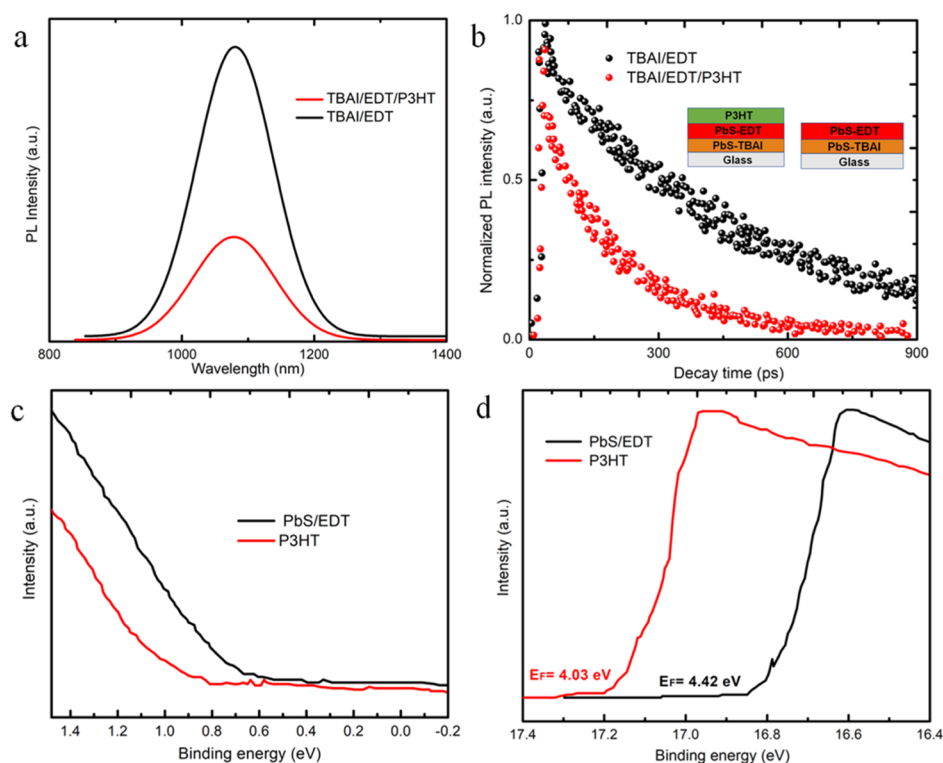 a
PL Intensity (a.u.)
TBAI/EDT/P3HT
TBAI/EDT
800
1000
1200
1400
Wavelength (nm)
b
Normalized PL intensity (a.u.)
1.0
0.5
0.0
TBAI/EDT
TBAI/EDT/P3HT
P3HT
PbS-EDT
PbS-TBAI
Glass
PbS-EDT
PbS-TBAI
Glass
0
300
600
900
Decay time (ps)
c
Intensity (a.u.)
PbS/EDT
P3HT
1.4
1.2
1.0
0.8
0.6
0.4
0.2
0.0
-0.2
Binding energy (eV)
d
Intensity (a.u.)
PbS/EDT
P3HT
EF= 4.03 eV
EF= 4.42 eV
17.4
17.2
17.0
16.8
16.6
16.4
Binding energy (eV)